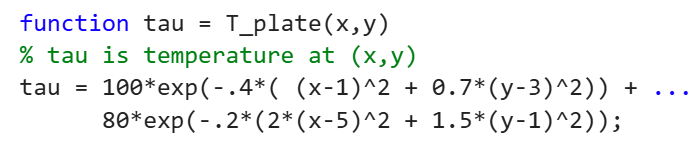 function tau = T_plate(x,y)
% tau is temperature at (x,y)
tau = 100*exp(-.4*( (x-1)^2 + 0.7*(y-3)^2)) + ...
80*exp(-.2*(2*(x-5)^2 + 1.5*(y-1)^2));